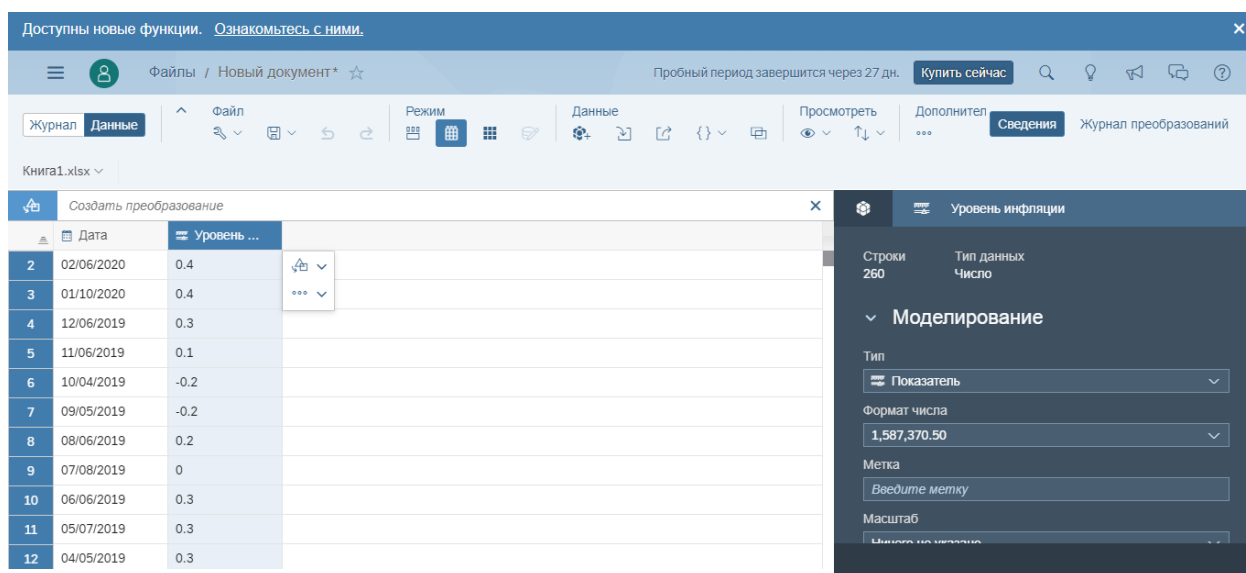 Доступны новые функции. Ознакомьтесь с ними.
Файлы / Новый документ*
Пробный период завершится через 27 дн. Купить сейчас
Журнал Данные
Файл
Режим
Данные
Просмотреть
Дополнител
Сведения
Журнал преобразований
Книга1.xlsx
Создать преобразование
Уровень инфляции
Дата Уровень ...
2 02/06/2020 0.4
3 01/10/2020 0.4
4 12/06/2019 0.3
5 11/06/2019 0.1
6 10/04/2019 -0.2
7 09/05/2019 -0.2
8 08/06/2019 0.2
9 07/08/2019 0
10 06/06/2019 0.3
11 05/07/2019 0.3
12 04/05/2019 0.3
Строки Тип данных
260 Число
Моделирование
Тип
Показатель
Формат числа
1,587,370.50
Метка
Введите метку
Масштаб
Ничего не указано